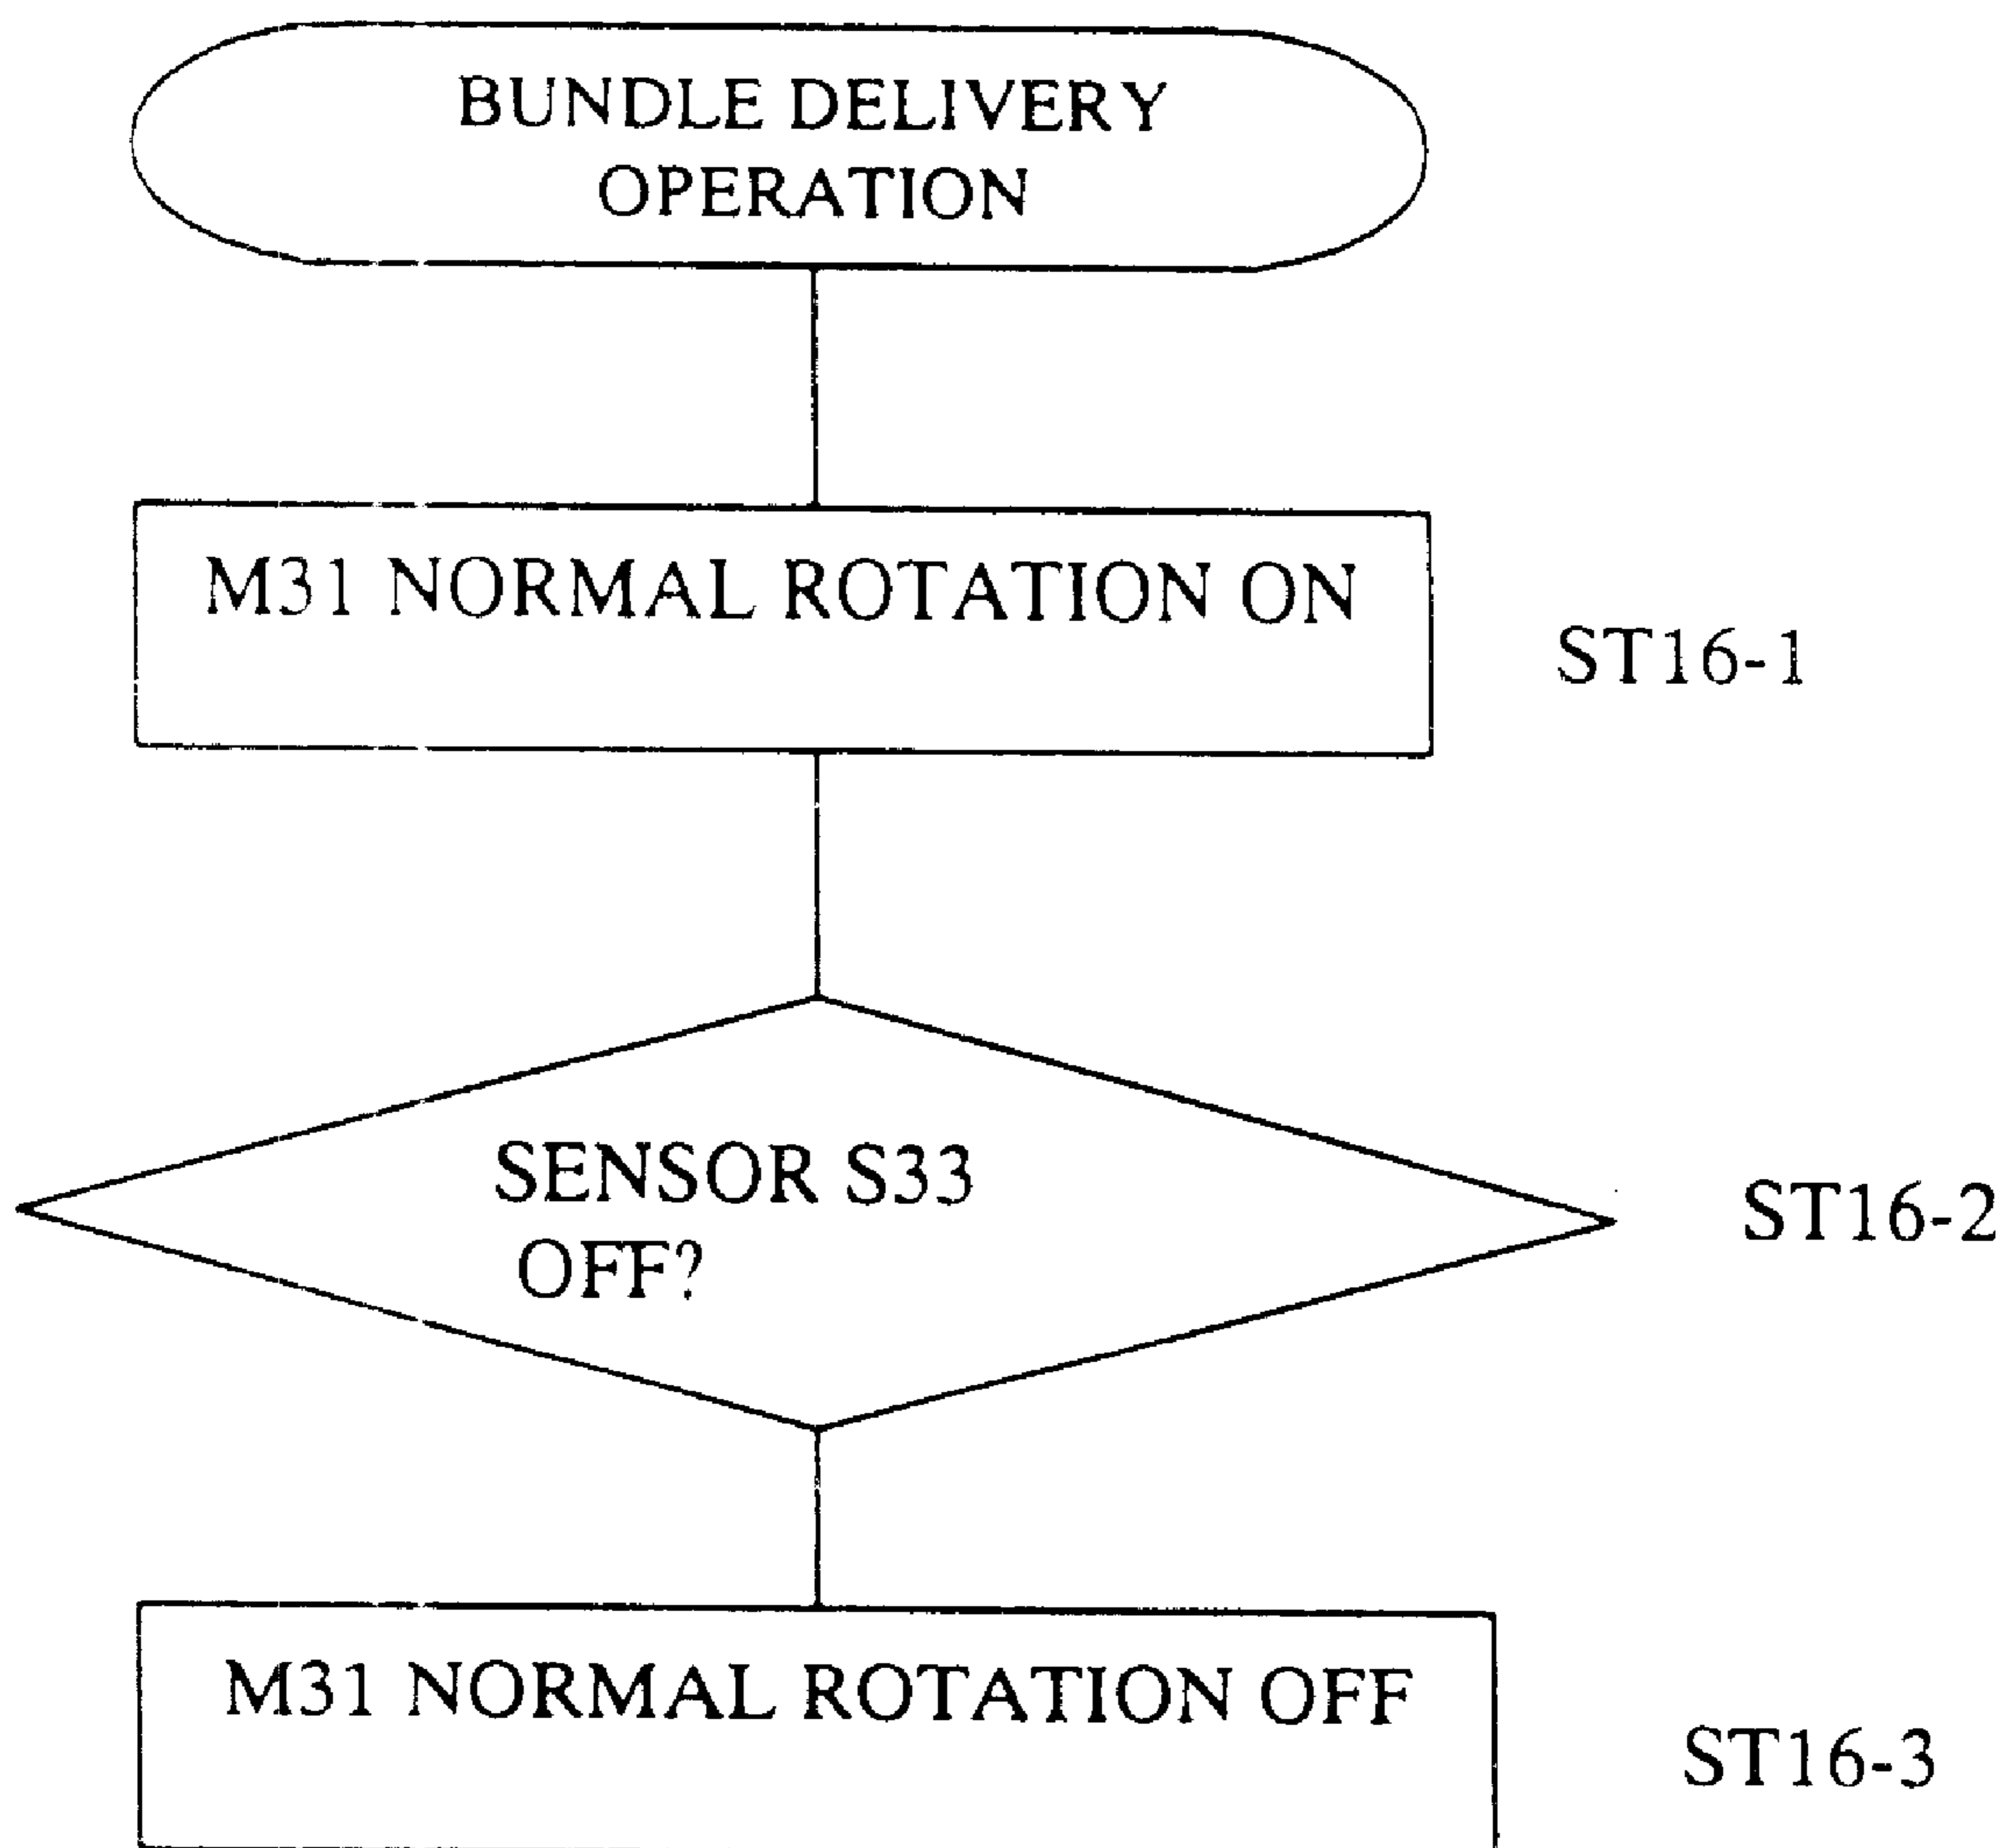 BUNDLE DELIVERY
OPERATION
M31 NORMAL ROTATION ON
ST16-1
SENSOR S33
OFF?
ST16-2
M31 NORMAL ROTATION OFF
ST16-3